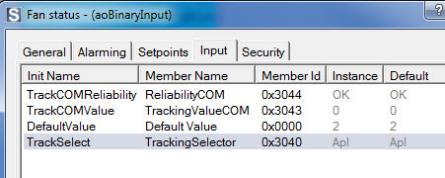 S Fan status - (aoBinaryInput) ?
General Alarming Setpoints Input Security
Init Name Member Name Member Id Instance Default
TrackCOMReliability ReliabilityCOM 0x3044 OK OK
TrackCOMValue TrackingValueCOM 0x3043 0 0
DefaultValue Default Value 0x0000 2 2
TrackSelect TrackingSelector 0x3040 Apl Apl